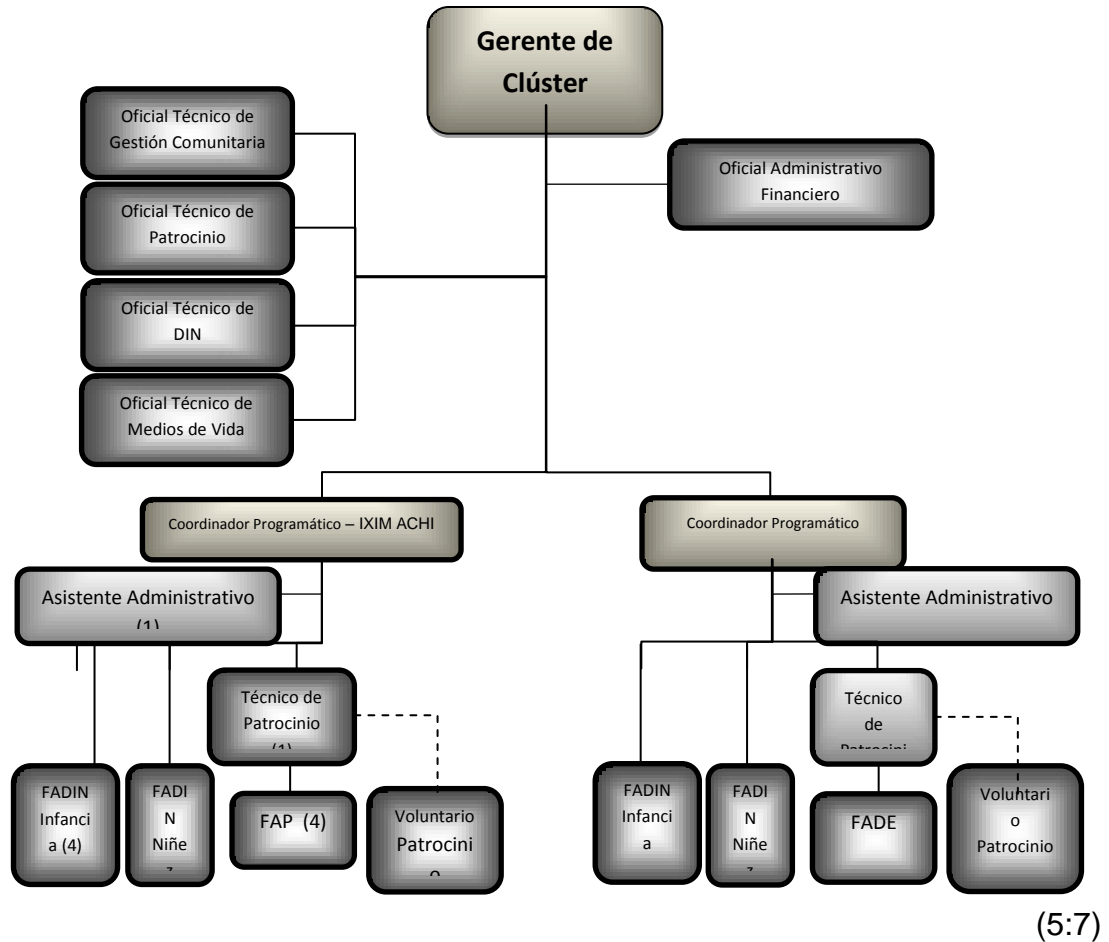 Gerente de
Clúster
Oficial Técnico de
Gestión Comunitaria
Oficial Administrativo
Financiero
Oficial Técnico de
Patrocinio
Oficial Técnico de
DIN
Oficial Técnico de
Medios de Vida
Coordinador Programático – IXIM ACHI
Coordinador Programático
Asistente Administrativo
(1)
Asistente Administrativo
Técnico de
Patrocinio
(1)
Técnico
de
Patrocini
FADIN
Infanci
a (4)
FADI
N
Niñe
z
FAP (4)
Voluntario
Patrocini
o
FADIN
Infanci
a
FADI
N
Niñe
z
FADE
Voluntari
o
Patrocinio
(5:7)